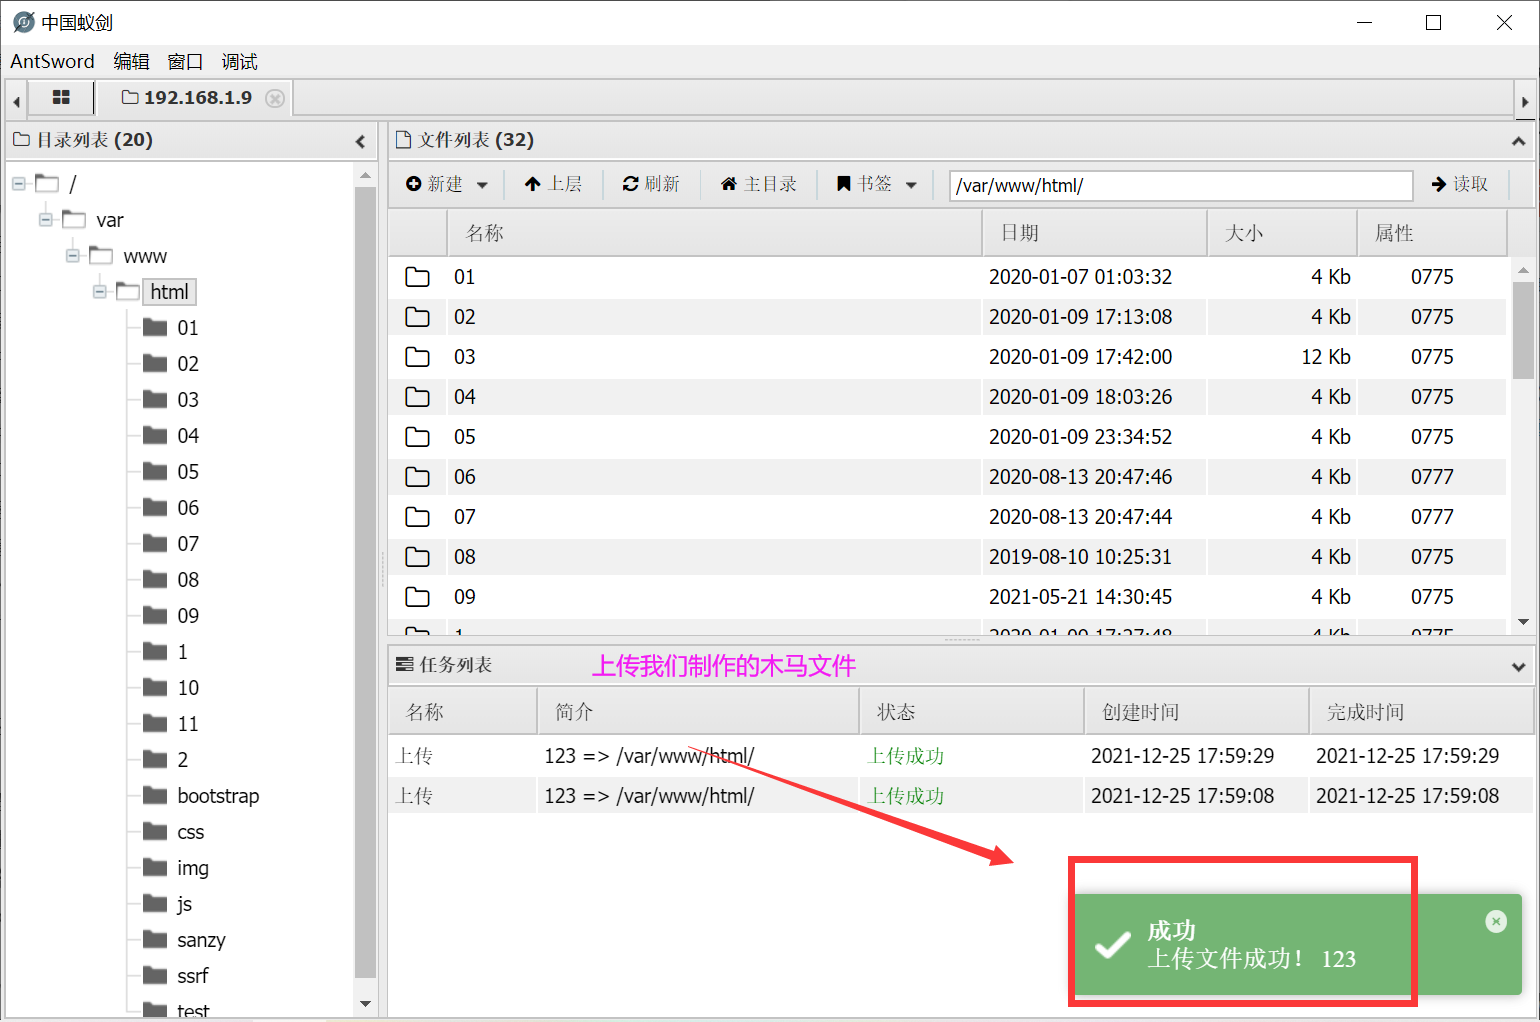 中国蚁剑
AntSword 编辑 窗口 调试
192.168.1.9
目录列表 (20)
/
var
www
html
01
02
03
04
05
06
07
08
09
1
10
11
2
bootstrap
css
img
js
sanzy
ssrf
test
文件列表 (32)
新建 上层 刷新 主目录 书签 /var/www/html/ 读取
名称 日期 大小 属性
01 2020-01-07 01:03:32 4 Kb 0775
02 2020-01-09 17:13:08 4 Kb 0775
03 2020-01-09 17:42:00 12 Kb 0775
04 2020-01-09 18:03:26 4 Kb 0775
05 2020-01-09 23:34:52 4 Kb 0775
06 2020-08-13 20:47:46 4 Kb 0777
07 2020-08-13 20:47:44 4 Kb 0777
08 2019-08-10 10:25:31 4 Kb 0775
09 2021-05-21 14:30:45 4 Kb 0775
1 2020-01-09 17:27:48 4 Kb 0775
任务列表 上传我们制作的木马文件
名称 简介 状态 创建时间 完成时间
上传 123 => /var/www/html/ 上传成功 2021-12-25 17:59:29 2021-12-25 17:59:29
上传 123 => /var/www/html/ 上传成功 2021-12-25 17:59:08 2021-12-25 17:59:08
成功
上传文件成功！ 123